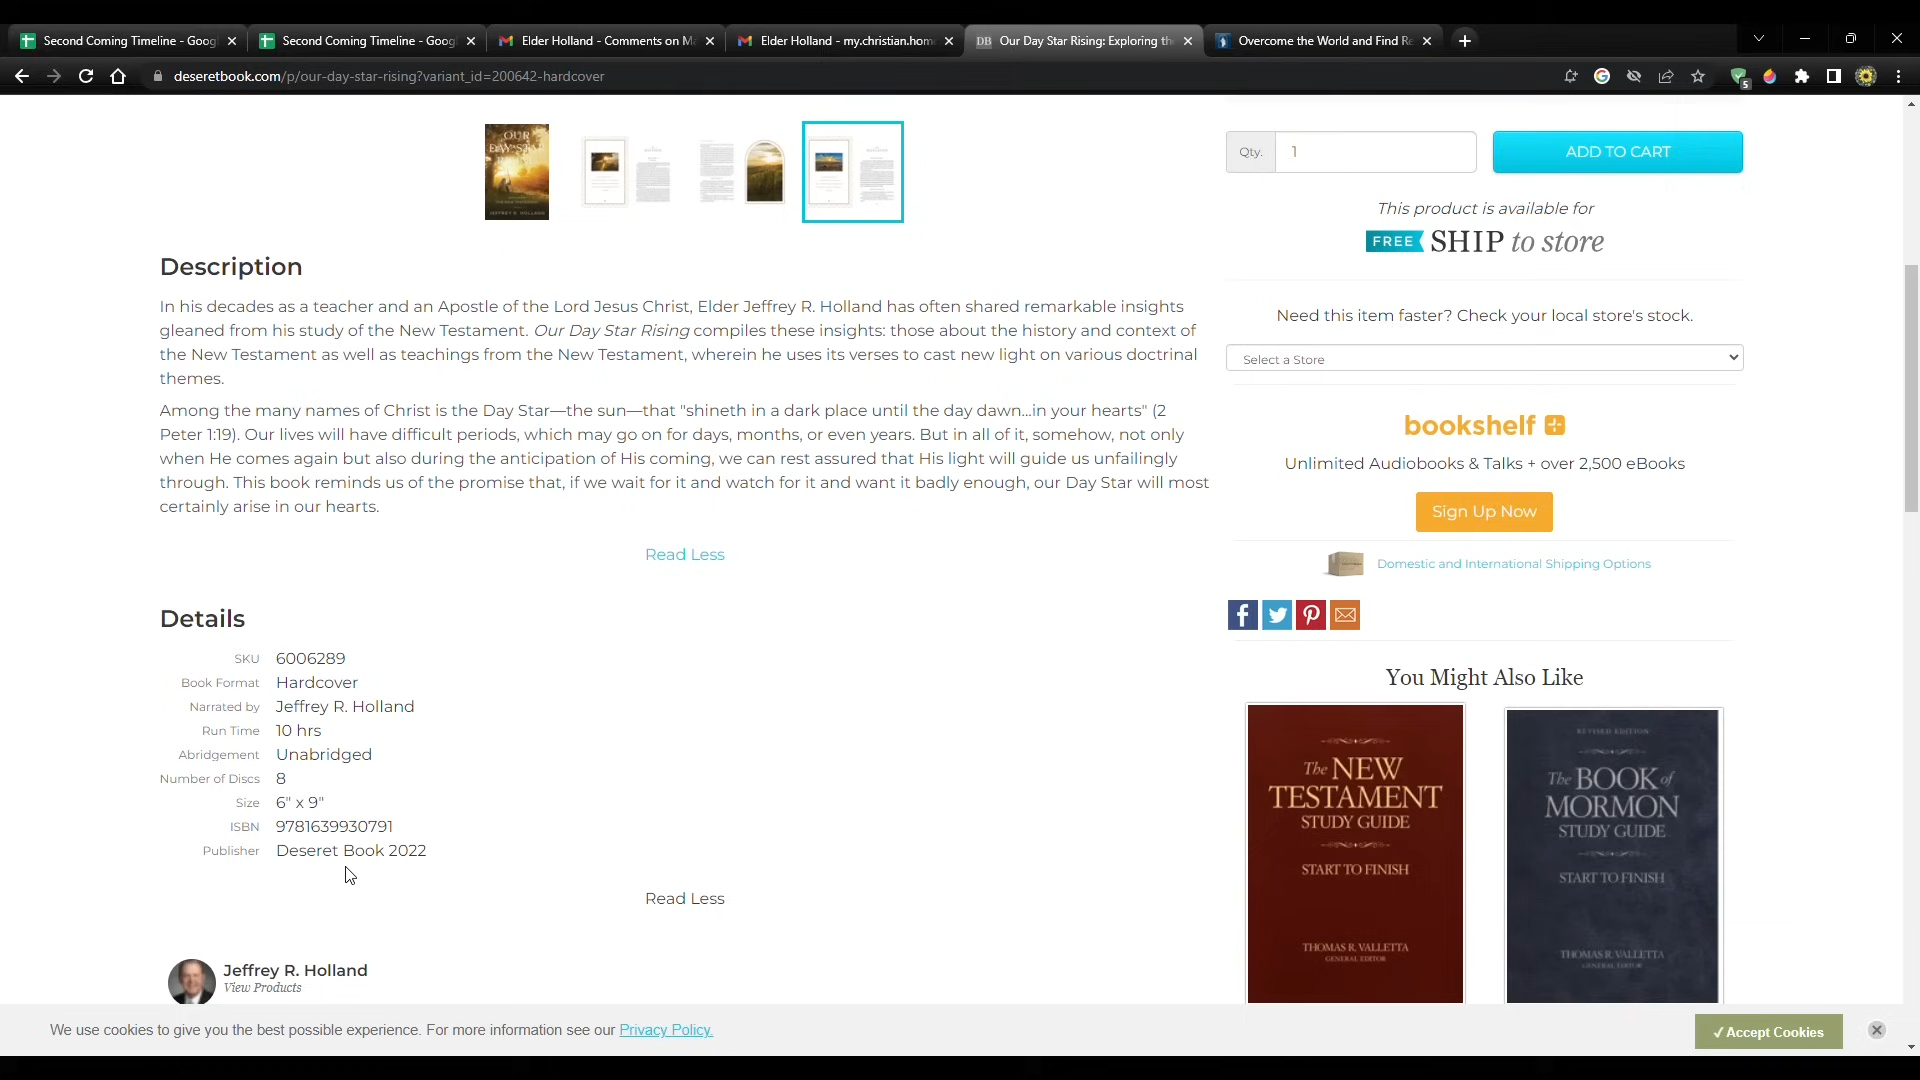 Second Coming Timeline - Goog
Second Coming Timeline - Goog
Elder Holland - Comments on M
Elder Holland - my.christian.hom
DB Our Day Star Rising: Exploring th
Overcome the World and Find Re
deseretbook.com/p/our-day-star-rising?variant_id=200642-hardcover
5
OUR
DAY STAR
JEFFREY R. HOLLAND
Qty. 1
ADD TO CART
This product is available for
FREE SHIP to store
Need this item faster? Check your local store's stock.
Select a Store
bookshelf
Unlimited Audiobooks & Talks + over 2,500 eBooks
Sign Up Now
Domestic and International Shipping Options
Description
In his decades as a teacher and an Apostle of the Lord Jesus Christ, Elder Jeffrey R. Holland has often shared remarkable insights
gleaned from his study of the New Testament. Our Day Star Rising compiles these insights: those about the history and context of
the New Testament as well as teachings from the New Testament, wherein he uses its verses to cast new light on various doctrinal
themes.
Among the many names of Christ is the Day Star—the sun—that "shineth in a dark place until the day dawn...in your hearts" (2
Peter 1:19). Our lives will have difficult periods, which may go on for days, months, or even years. But in all of it, somehow, not only
when He comes again but also during the anticipation of His coming, we can rest assured that His light will guide us unfailingly
through. This book reminds us of the promise that, if we wait for it and watch for it and want it badly enough, our Day Star will most
certainly arise in our hearts.
Read Less
Details
SKU 6006289
Book Format Hardcover
Narrated by Jeffrey R. Holland
Run Time 10 hrs
Abridgement Unabridged
Number of Discs 8
Size 6" x 9"
ISBN 9781639930791
Publisher Deseret Book 2022
Read Less
Jeffrey R. Holland
View Products
You Might Also Like
The NEW
TESTAMENT
STUDY GUIDE
START TO FINISH
THOMAS R. VALLETTA
GENERAL EDITOR
REVISED EDITION
The BOOK of
MORMON
STUDY GUIDE
START TO FINISH
THOMAS R. VALLETTA
GENERAL EDITOR
We use cookies to give you the best possible experience. For more information see our Privacy Policy.
✓ Accept Cookies